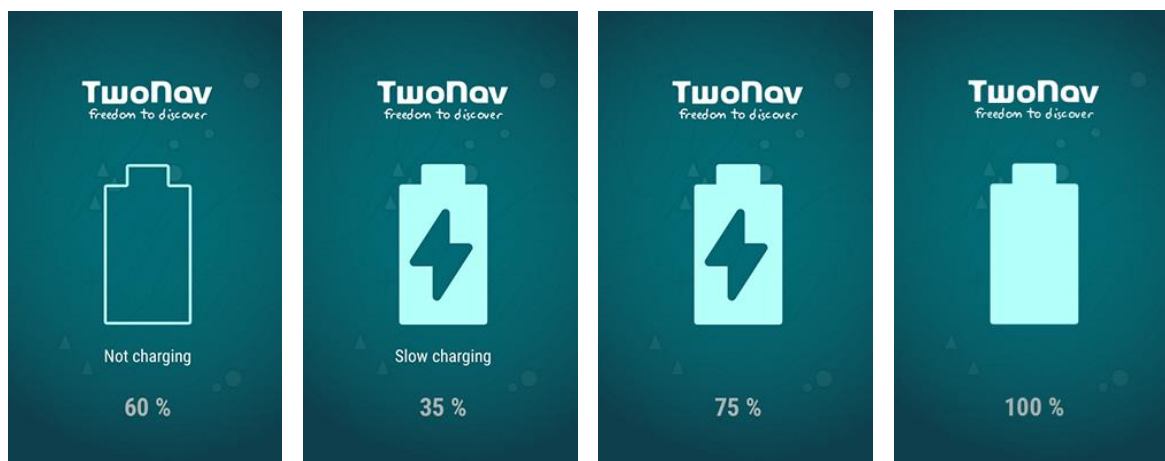 TwoNav
freedom to discover
Not charging
60 %
TwoNav
freedom to discover
Slow charging
35 %
TwoNav
freedom to discover
75 %
TwoNav
freedom to discover
100 %